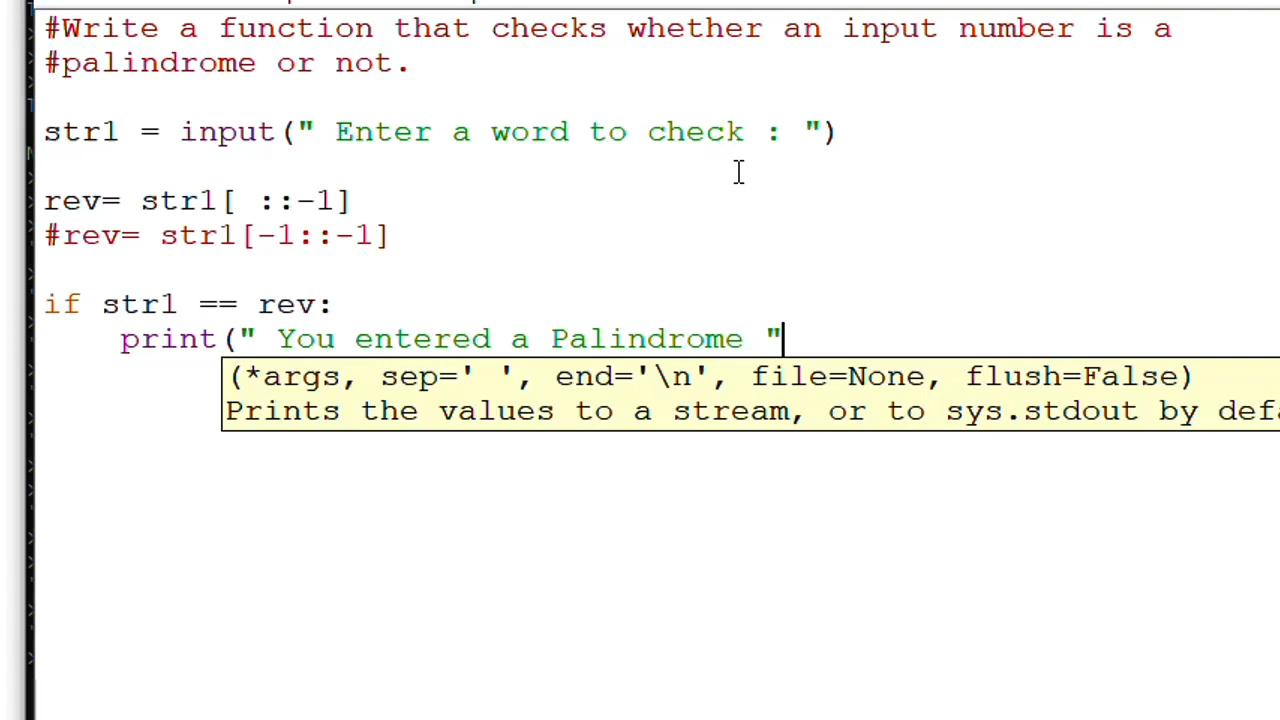 #Write a function that checks whether an input number is a
#palindrome or not.
str1 = input(" Enter a word to check : ")
rev= str1[ ::-1]
#rev= str1[-1::-1]
if str1 == rev:
print(" You entered a Palindrome "
(*args, sep=' ', end='\n', file=None, flush=False)
Prints the values to a stream, or to sys.stdout by defa